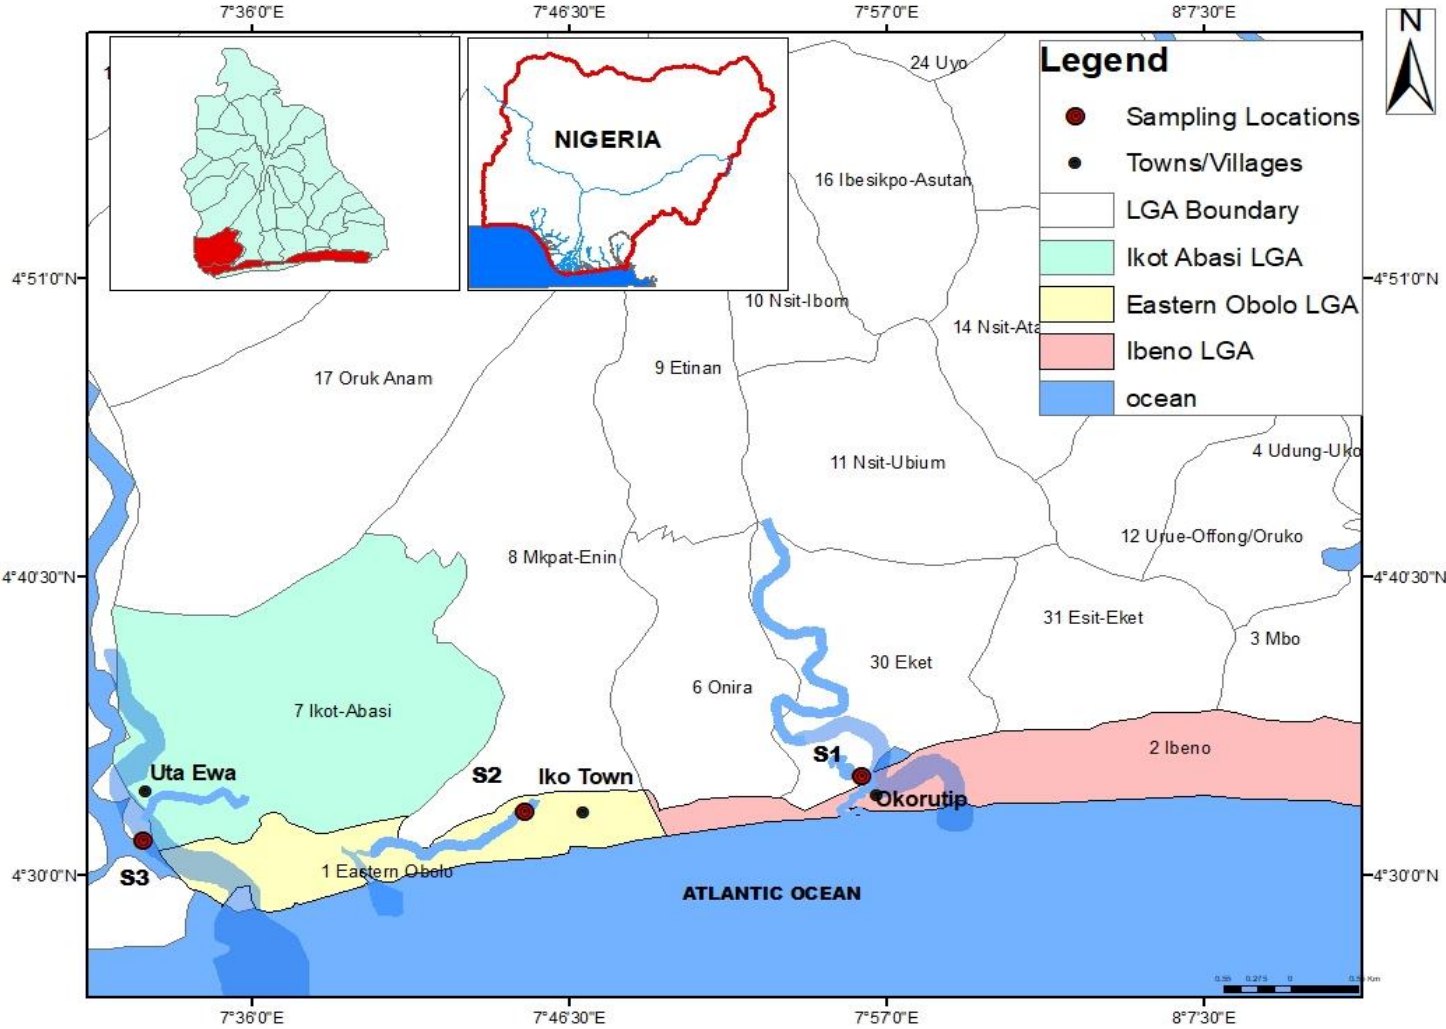 7°36'0"E
7°46'30"E
7°57'0"E
8°7'30"E
N
24 Uyo
Legend
Sampling Locations
Towns/Villages
LGA Boundary
Ikot Abasi LGA
Eastern Obolo LGA
Ibeno LGA
ocean
NIGERIA
16 Ibesikpo-Asutan
4°51'0"N
4°51'0"N
10 Nsit-Ibom
14 Nsit-Ata
9 Etinan
17 Oruk Anam
11 Nsit-Ubium
4 Udung-Uko
12 Urue-Offong/Oruko
8 Mkpat-Enin
4°40'30"N
4°40'30"N
31 Esit-Eket
3 Mbo
30 Eket
6 Onira
7 Ikot-Abasi
2 Ibeno
S1
Uta Ewa
S2
Iko Town
Okorutip
S3
1 Eastern Obolo
4°30'0"N
4°30'0"N
ATLANTIC OCEAN
0.55 0.275 0
Km
7°36'0"E
7°46'30"E
7°57'0"E
8°7'30"E